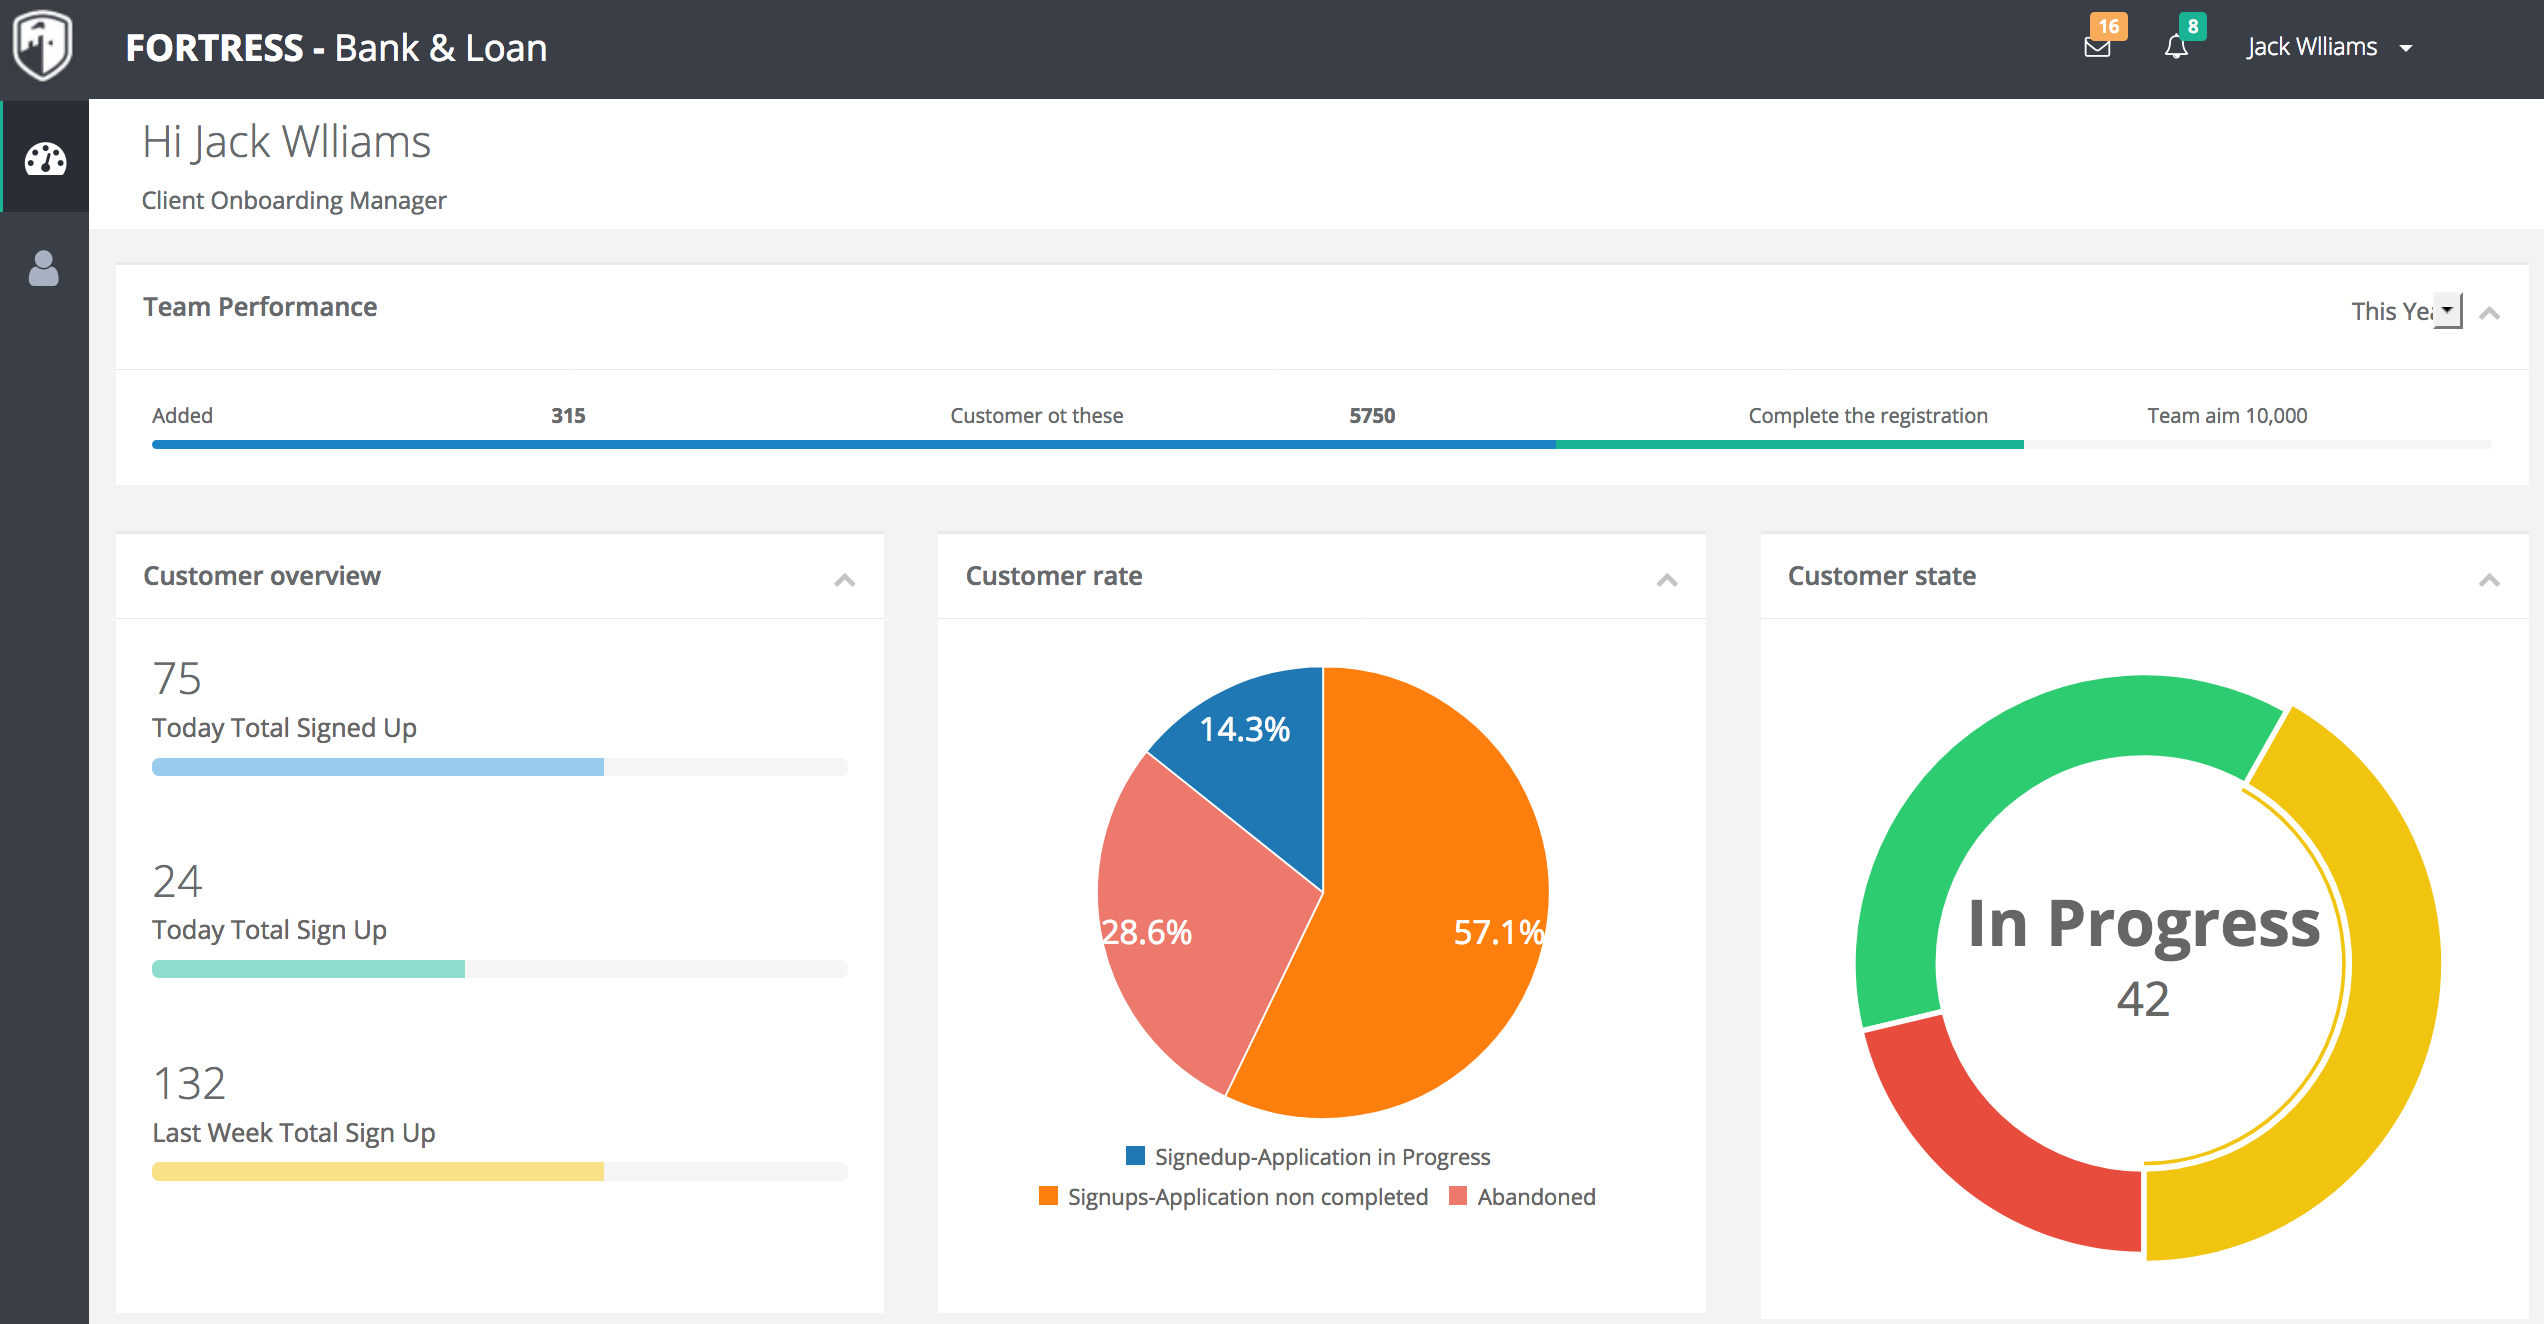 FORTRESS - Bank & Loan
16
8
Jack Wlliams
Hi Jack Wlliams
Client Onboarding Manager
Team Performance
This Yea
Added 315 Customer ot these 5750 Complete the registration Team aim 10,000
Customer overview
75
Today Total Signed Up
24
Today Total Sign Up
132
Last Week Total Sign Up
Customer rate
14.3%
28.6%
57.1%
Signedup-Application in Progress
Signups-Application non completed
Abandoned
Customer state
In Progress
42